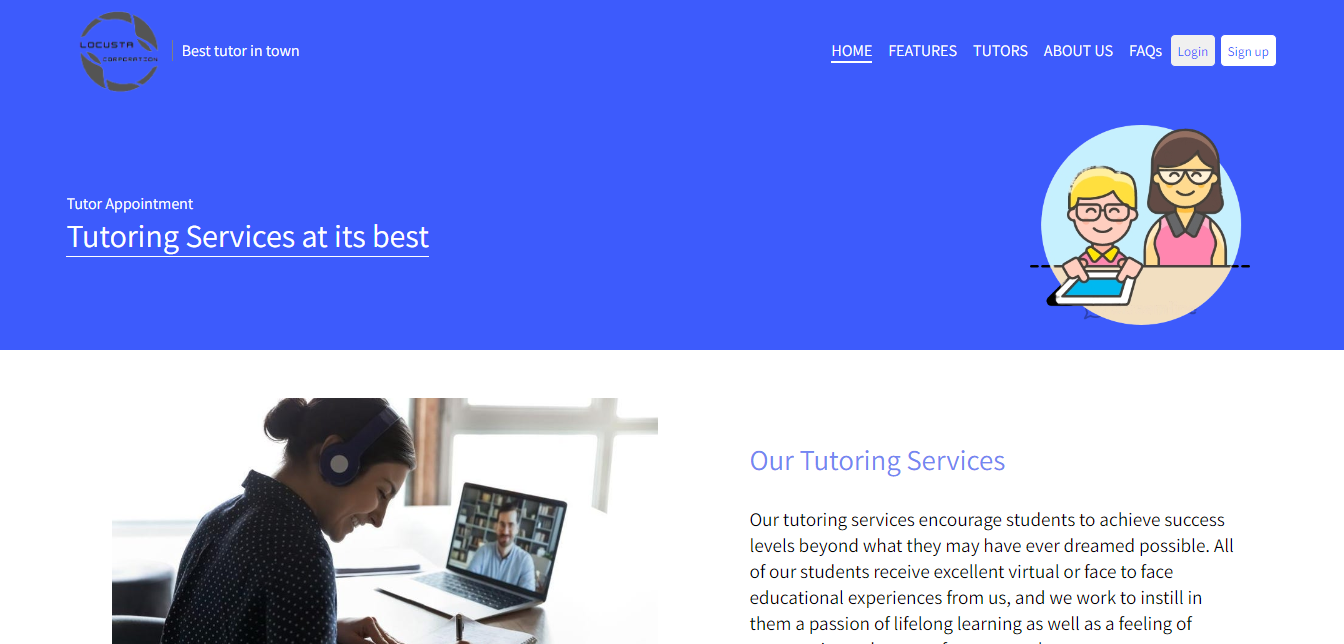 LOCUSTA
CORPORATION
Best tutor in town
HOME FEATURES TUTORS ABOUT US FAQs Login Sign up
Tutor Appointment
Tutoring Services at its best
Our Tutoring Services
Our tutoring services encourage students to achieve success
levels beyond what they may have ever dreamed possible. All
of our students receive excellent virtual or face to face
educational experiences from us, and we work to instill in
them a passion of lifelong learning as well as a feeling of